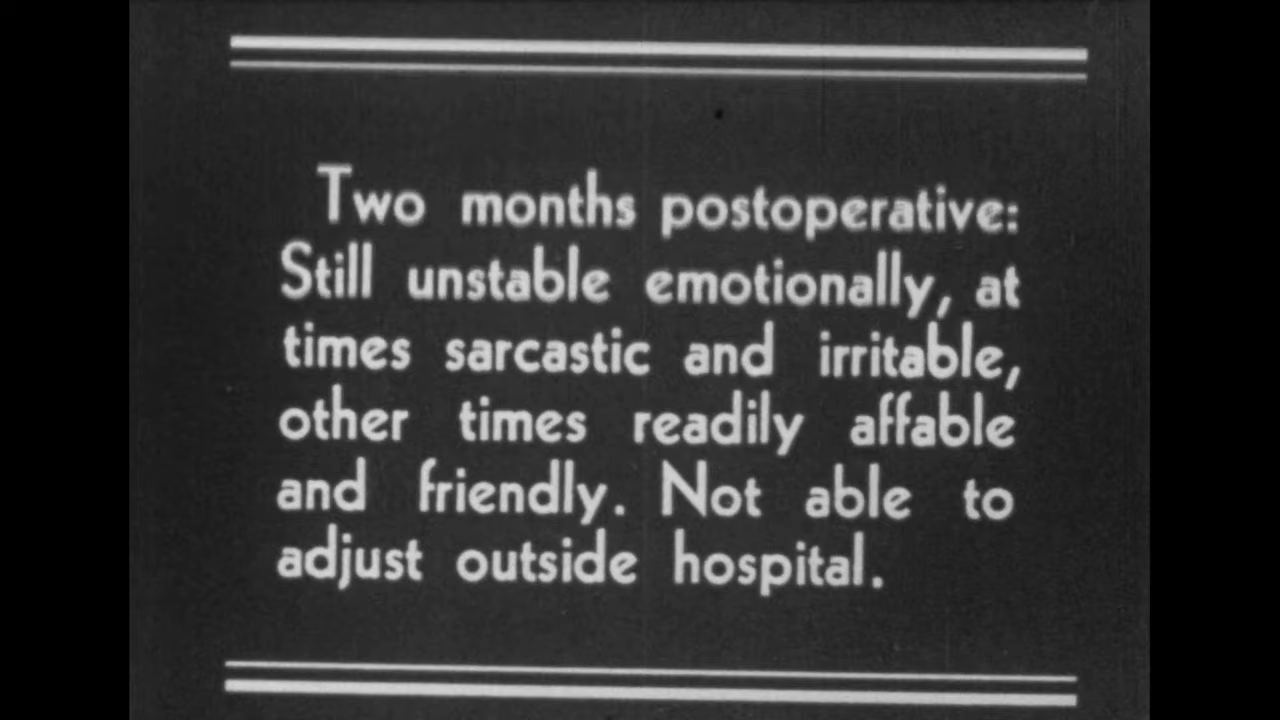 Two months postoperative:
Still unstable emotionally, at
times sarcastic and irritable,
other times readily affable
and friendly. Not able to
adjust outside hospital.